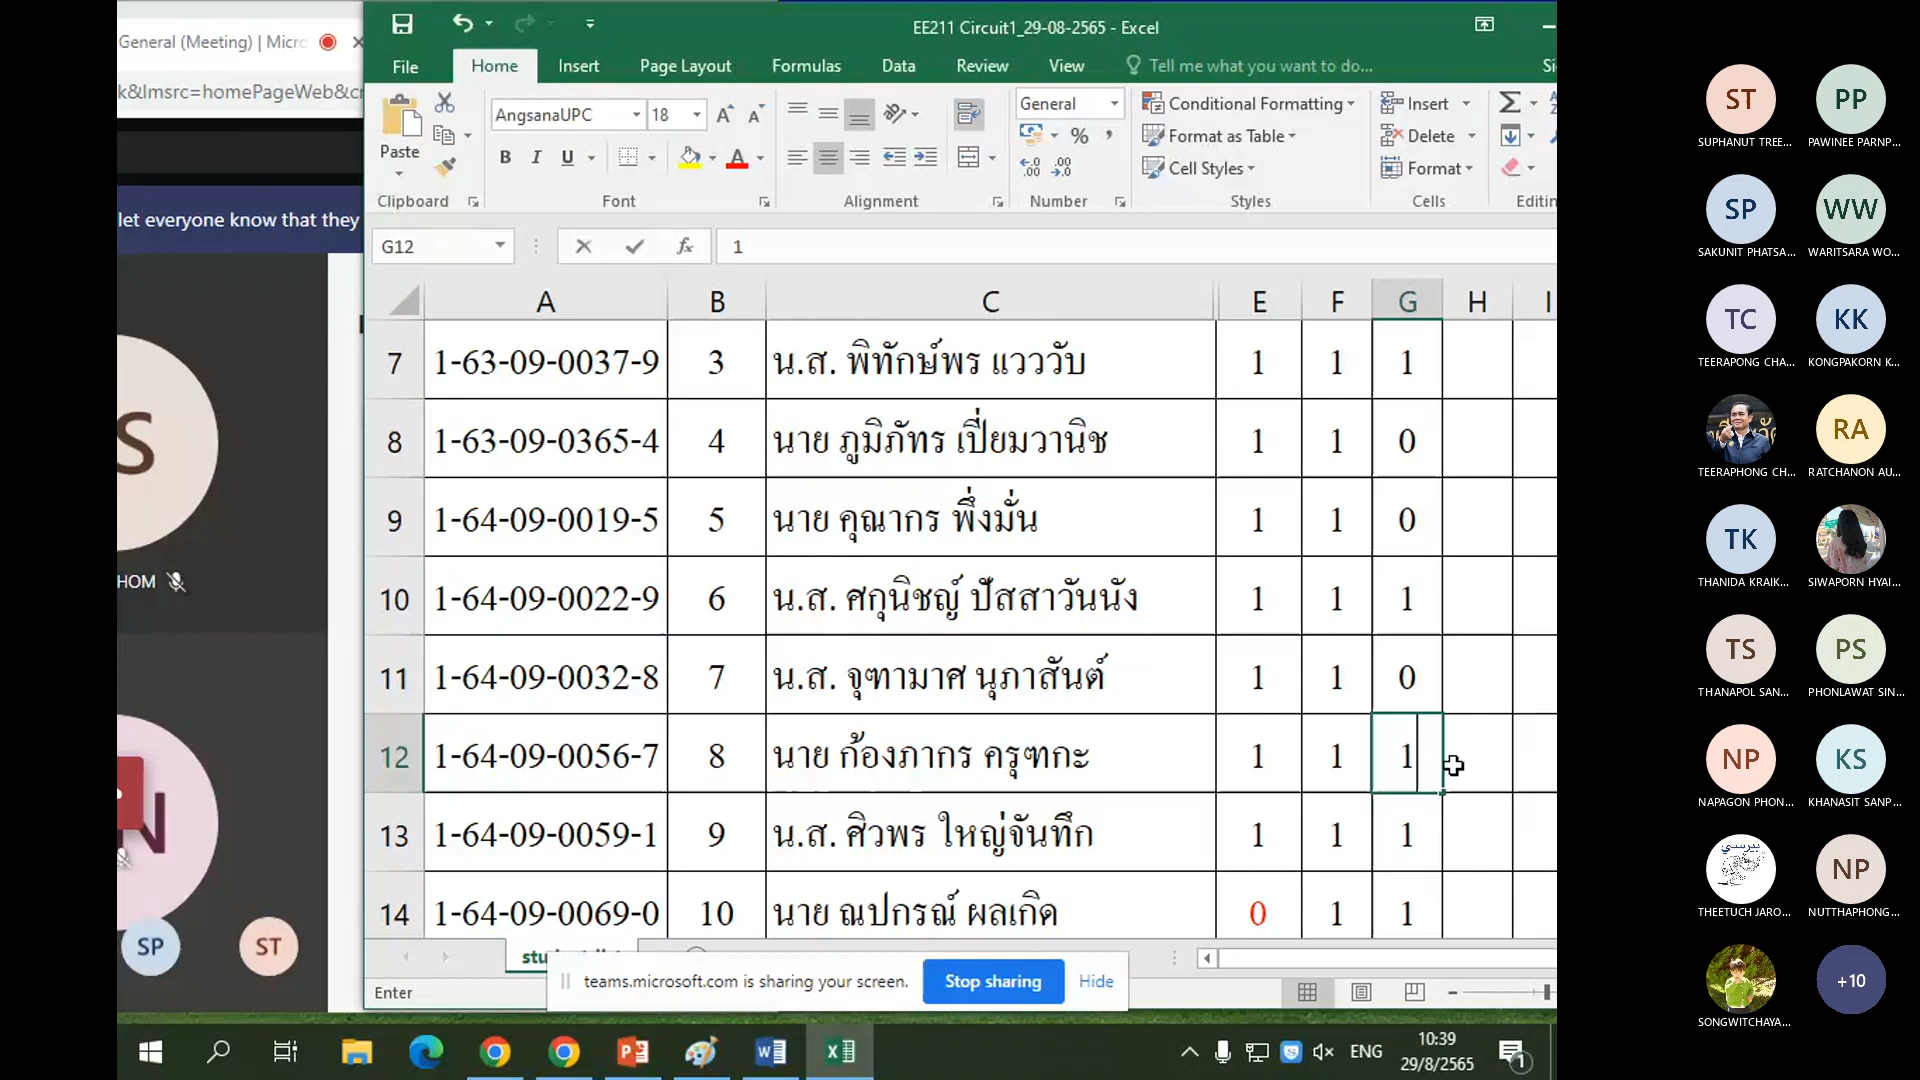 General (Meeting) | Micro
EE211 Circuit1_29-08-2565 - Excel
File Home Insert Page Layout Formulas Data Review View Tell me what you want to do...
k&lmsrc=homePageWeb&c
AngsanaUPC 18 General
Conditional Formatting Insert
Format as Table Delete
Paste B I U % , Cell Styles Format
Clipboard Font Alignment Number Styles Cells Editin
let everyone know that they
G12 fx 1
A B C E F G H I
7 1-63-09-0037-9 3 น.ส. พิทักษ์พร แวววับ 1 1 1
8 1-63-09-0365-4 4 นาย ภูมิภัทร เปี่ยมวานิช 1 1 0
9 1-64-09-0019-5 5 นาย คุณากร พึ่งมั่น 1 1 0
10 1-64-09-0022-9 6 น.ส. ศกุนิชญ์ ปัสสาวันนัง 1 1 1
11 1-64-09-0032-8 7 น.ส. จุฑามาศ นุภาสันต์ 1 1 0
12 1-64-09-0056-7 8 นาย ก้องภากร ครุฑกะ 1 1 1
13 1-64-09-0059-1 9 น.ส. ศิวพร ใหญ่จันทึก 1 1 1
14 1-64-09-0069-0 10 นาย ณปกรณ์ ผลเกิด 0 1 1
S
HOM
N
SP ST
teams.microsoft.com is sharing your screen. Stop sharing Hide
Enter
ENG 10:39
29/8/2565
1
ST PP
SUPHANUT TREE... PAWINEE PARNP...
SP WW
SAKUNIT PHATSA... WARITSARA WO...
TC KK
TEERAPONG CHA... KONGPAKORN K...
RA
TEERAPHONG CH... RATCHANON AU...
TK
THANIDA KRAIK... SIWAPORN HYAI...
TS PS
THANAPOL SAN... PHONLAWAT SIN...
NP KS
NAPAGON PHON... KHANASIT SANP...
NP
THEETUCH JARO... NUTTHAPHONG...
+10
SONGWITCHAYA...